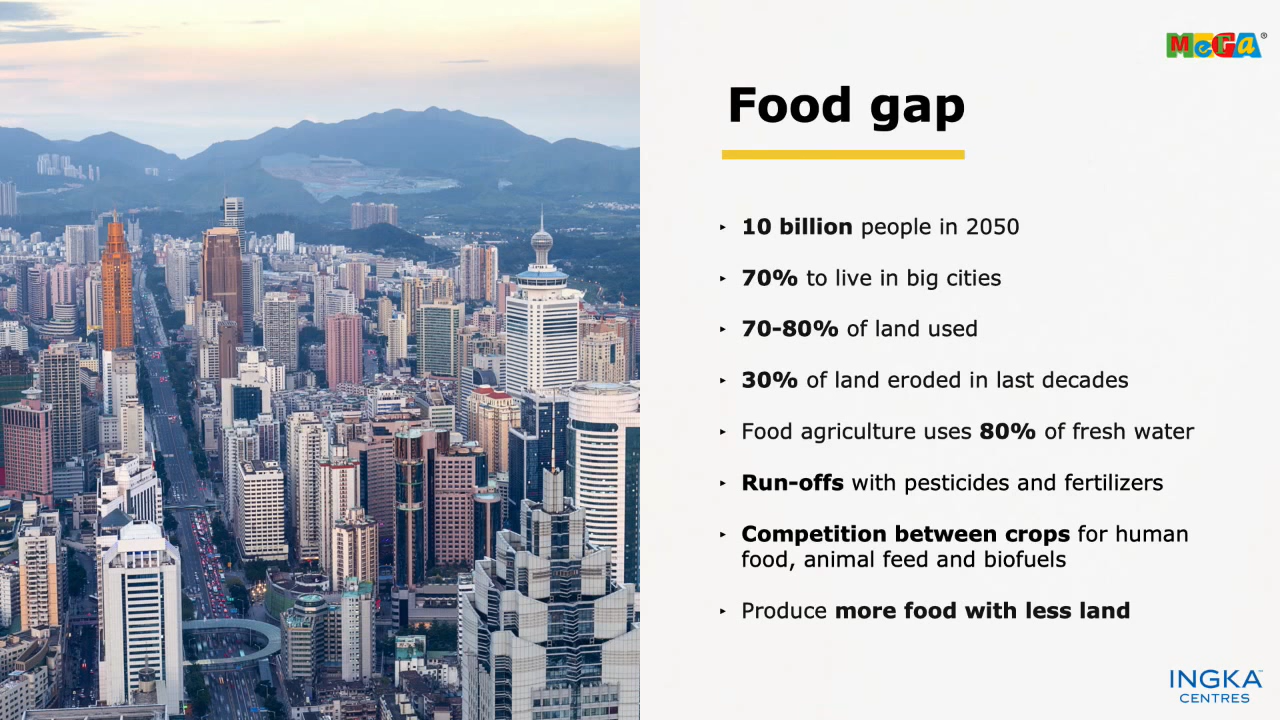 MEGA®
Food gap
‣ 10 billion people in 2050
‣ 70% to live in big cities
‣ 70-80% of land used
‣ 30% of land eroded in last decades
‣ Food agriculture uses 80% of fresh water
‣ Run-offs with pesticides and fertilizers
‣ Competition between crops for human
food, animal feed and biofuels
‣ Produce more food with less land
INGKA™
CENTRES